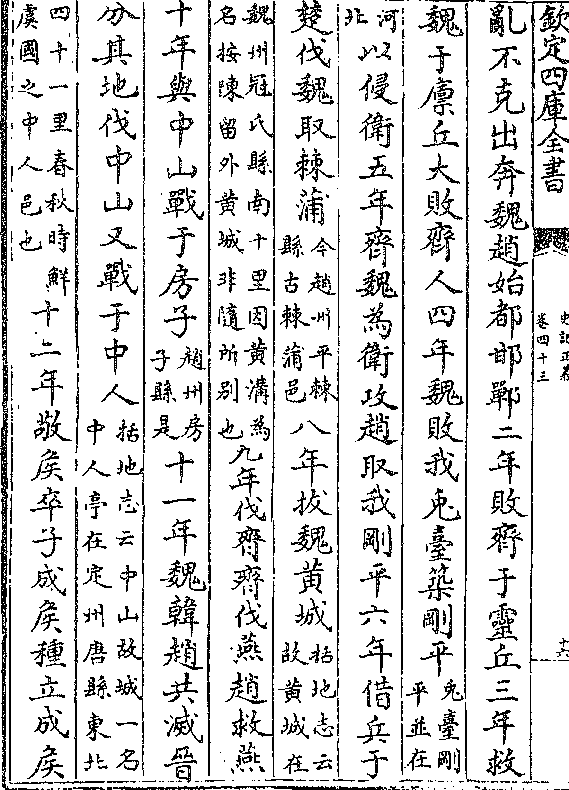 欽定四庫全書
史記正義
卷四十三
十六
亂不克出奔魏趙始都邯鄲二年敗齊于靈丘三年救
魏于廪丘大敗齊人四年魏敗我兎臺築剛平兎臺剛
平並在
河
北以侵衛五年齊魏為衛攻趙取我剛平六年借兵于
楚伐魏取棘蒲今趙州平棘
縣古棘蒲邑八年拔魏黄城括地志云
故黄城在
魏州冠氏縣南十里因黄溝為
名按陳留外黄城非隨所别也九年伐齊齊伐燕趙救燕
十年與中山戰于房子趙州房
子縣是十一年魏韓趙共滅晉
分其地伐中山又戰于中人括地志云中山故城一名
中人亭在定州唐縣東北
四十一里春秋時鮮
虞國之中人邑也十二年敬矦卒子成矦種立成矦